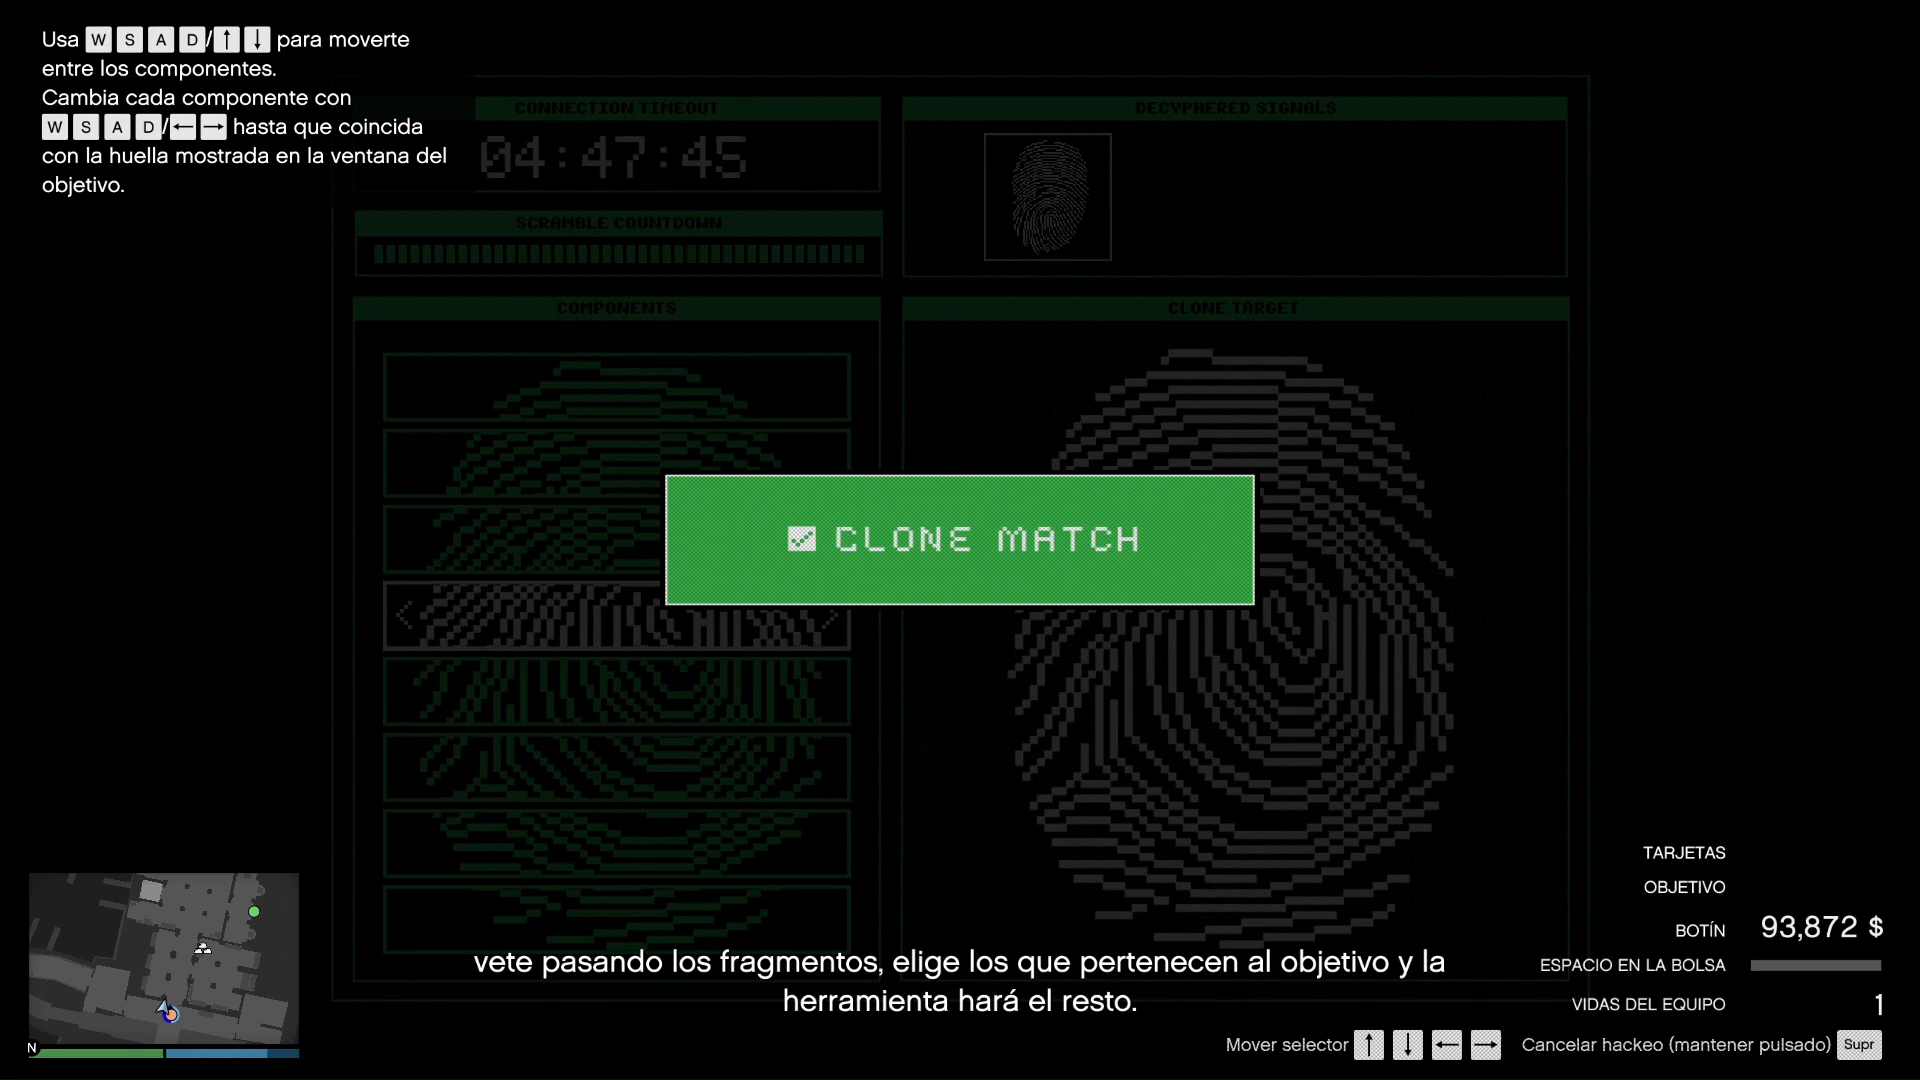 Usa W S A D/↑ ↓ para moverte
entre los componentes.
Cambia cada componente con
W S A D/← → hasta que coincida
con la huella mostrada en la ventana del
objetivo.
CONNECTION TIMEOUT
04:47:45
DECYPHERED SIGNALS
SCRAMBLE COUNTDOWN
COMPONENTS
CLONE TARGET
CLONE MATCH
TARJETAS
OBJETIVO
BOTÍN 93,872 $
ESPACIO EN LA BOLSA
VIDAS DEL EQUIPO 1
vete pasando los fragmentos, elige los que pertenecen al objetivo y la
herramienta hará el resto.
N
Mover selector ↑ ↓ ← → Cancelar hackeo (mantener pulsado) Supr